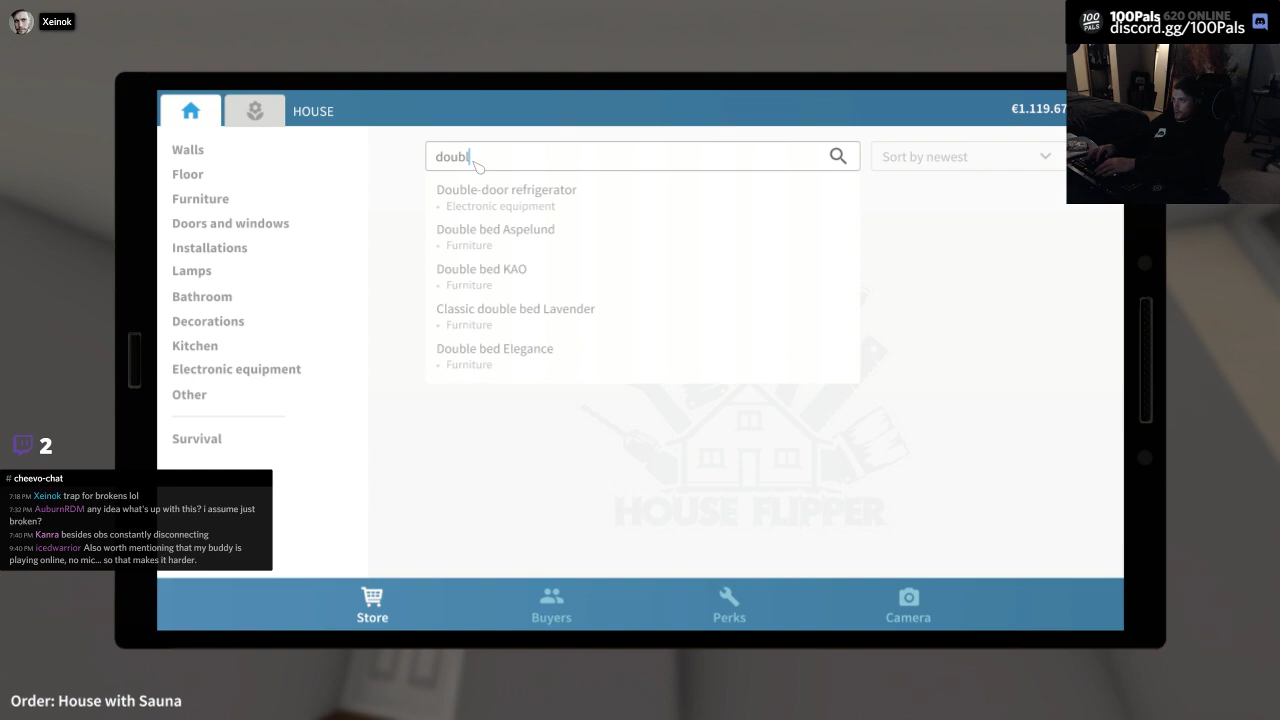 Xeinok
100 PALS
100Pals 620 ONLINE
discord.gg/100Pals
HOUSE
€1.119.67
Walls
Floor
Furniture
Doors and windows
Installations
Lamps
Bathroom
Decorations
Kitchen
Electronic equipment
Other
Survival
doubl
Sort by newest
Double-door refrigerator
• Electronic equipment
Double bed Aspelund
• Furniture
Double bed KAO
• Furniture
Classic double bed Lavender
• Furniture
Double bed Elegance
• Furniture
HOUSE FLIPPER
2
# cheevo-chat
7:18 PM Xeinok trap for brokens lol
7:32 PM AuburnRDM any idea what's up with this? i assume just
broken?
7:40 PM Kanra besides obs constantly disconnecting
9:40 PM icedwarrior Also worth mentioning that my buddy is
playing online, no mic... so that makes it harder.
Store
Buyers
Perks
Camera
Order: House with Sauna